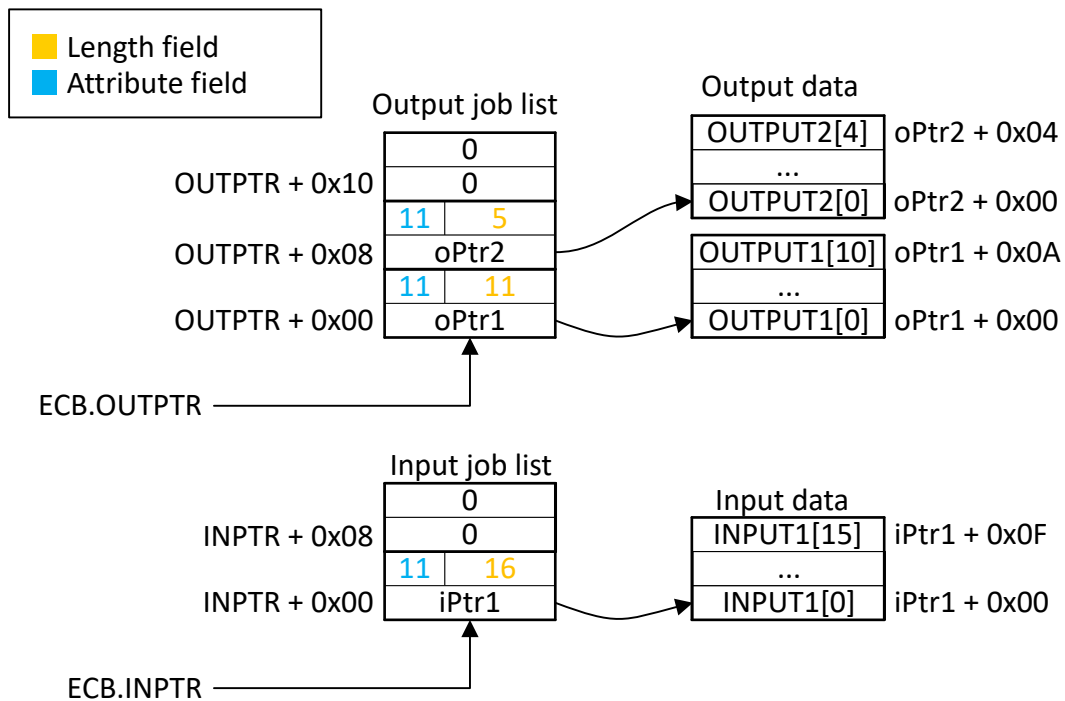 Length field
Attribute field
Output job list
Output data
0
OUTPUT2[4] oPtr2 + 0x04
OUTPTR + 0x10 0
...
11 5
OUTPUT2[0] oPtr2 + 0x00
OUTPTR + 0x08 oPtr2
OUTPUT1[10] oPtr1 + 0x0A
11 11
...
OUTPTR + 0x00 oPtr1
OUTPUT1[0] oPtr1 + 0x00
ECB.OUTPTR
Input job list
Input data
0
INPTR + 0x08 0
INPUT1[15] iPtr1 + 0x0F
11 16
...
INPTR + 0x00 iPtr1
INPUT1[0] iPtr1 + 0x00
ECB.INPTR